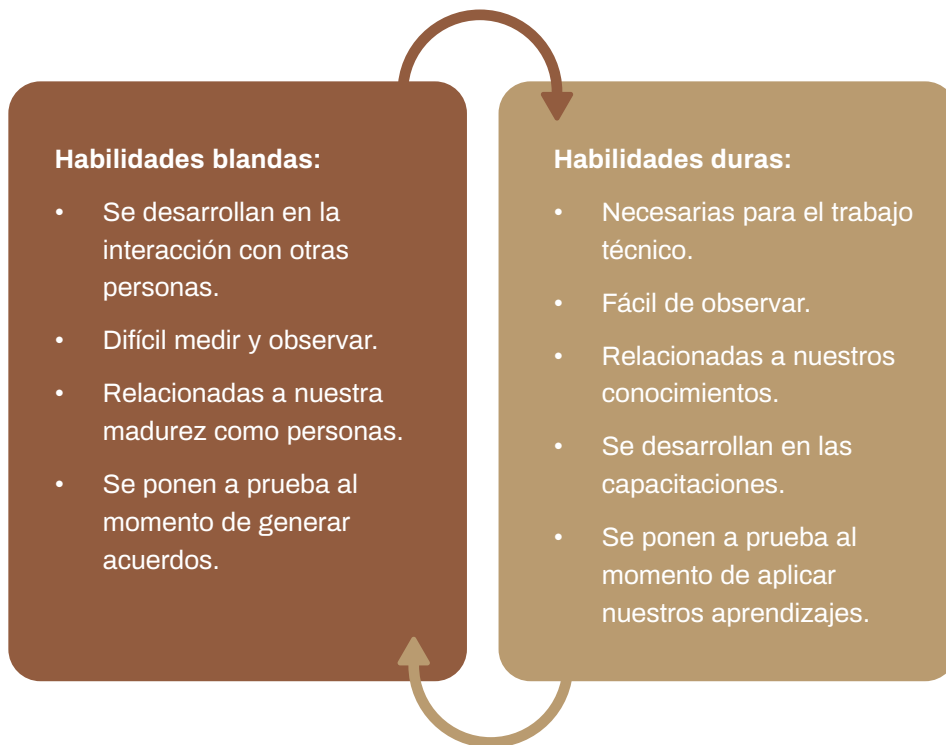 Habilidades blandas:
• Se desarrollan en la
interacción con otras
personas.
• Difícil medir y observar.
• Relacionadas a nuestra
madurez como personas.
• Se ponen a prueba al
momento de generar
acuerdos.
Habilidades duras:
• Necesarias para el trabajo
técnico.
• Fácil de observar.
• Relacionadas a nuestros
conocimientos.
• Se desarrollan en las
capacitaciones.
• Se ponen a prueba al
momento de aplicar
nuestros aprendizajes.